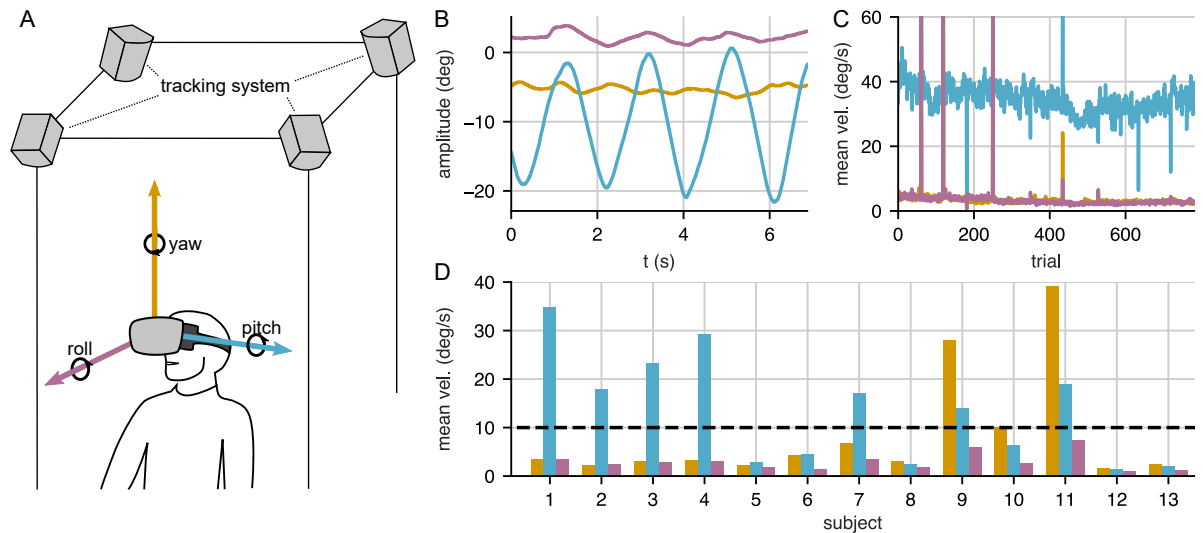 A
tracking system
yaw
pitch
roll
B
amplitude (deg)
0
−10
−20
0
2
4
6
t (s)
C
mean vel. (deg/s)
60
40
20
0
0
200
400
600
trial
D
mean vel. (deg/s)
40
30
20
10
0
1
2
3
4
5
6
7
8
9
10
11
12
13
subject